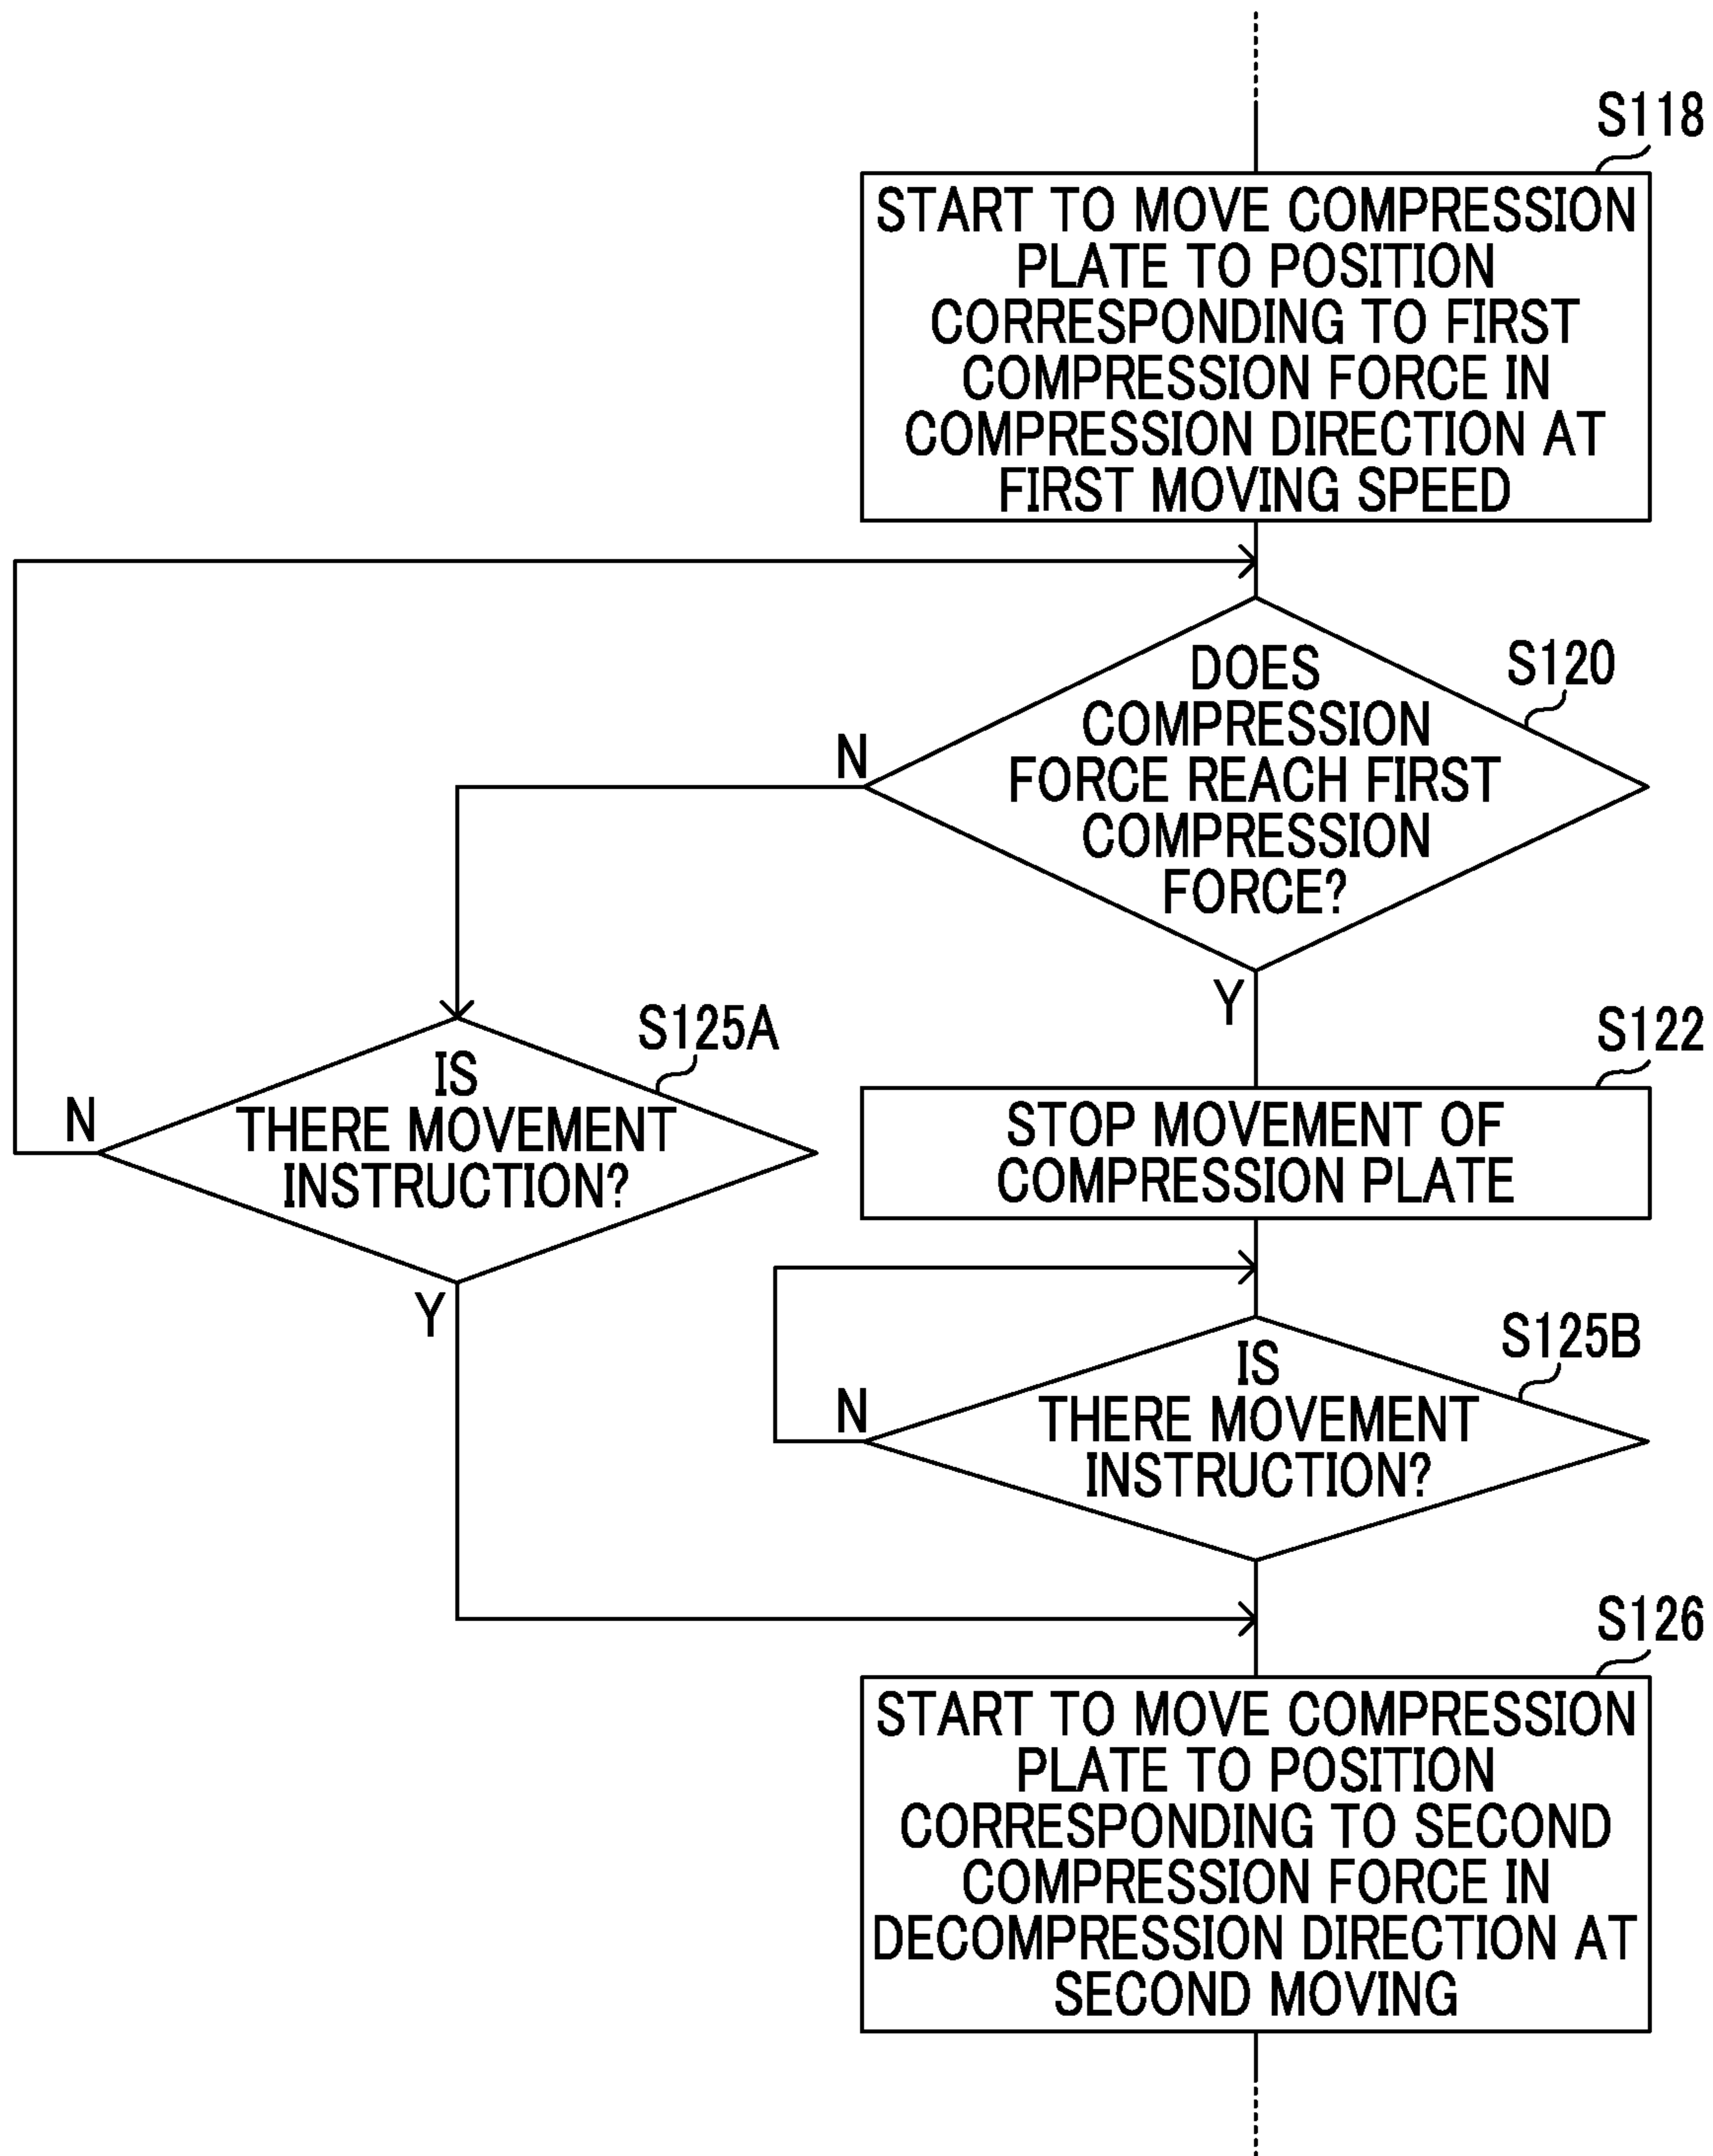 S118
START TO MOVE COMPRESSION
PLATE TO POSITION
CORRESPONDING TO FIRST
COMPRESSION FORCE IN
COMPRESSION DIRECTION AT
FIRST MOVING SPEED
S120
DOES
COMPRESSION
FORCE REACH FIRST
COMPRESSION
FORCE?
N
Y
S125A
IS
THERE MOVEMENT
INSTRUCTION?
N
Y
S122
STOP MOVEMENT OF
COMPRESSION PLATE
S125B
IS
THERE MOVEMENT
INSTRUCTION?
N
S126
START TO MOVE COMPRESSION
PLATE TO POSITION
CORRESPONDING TO SECOND
COMPRESSION FORCE IN
DECOMPRESSION DIRECTION AT
SECOND MOVING